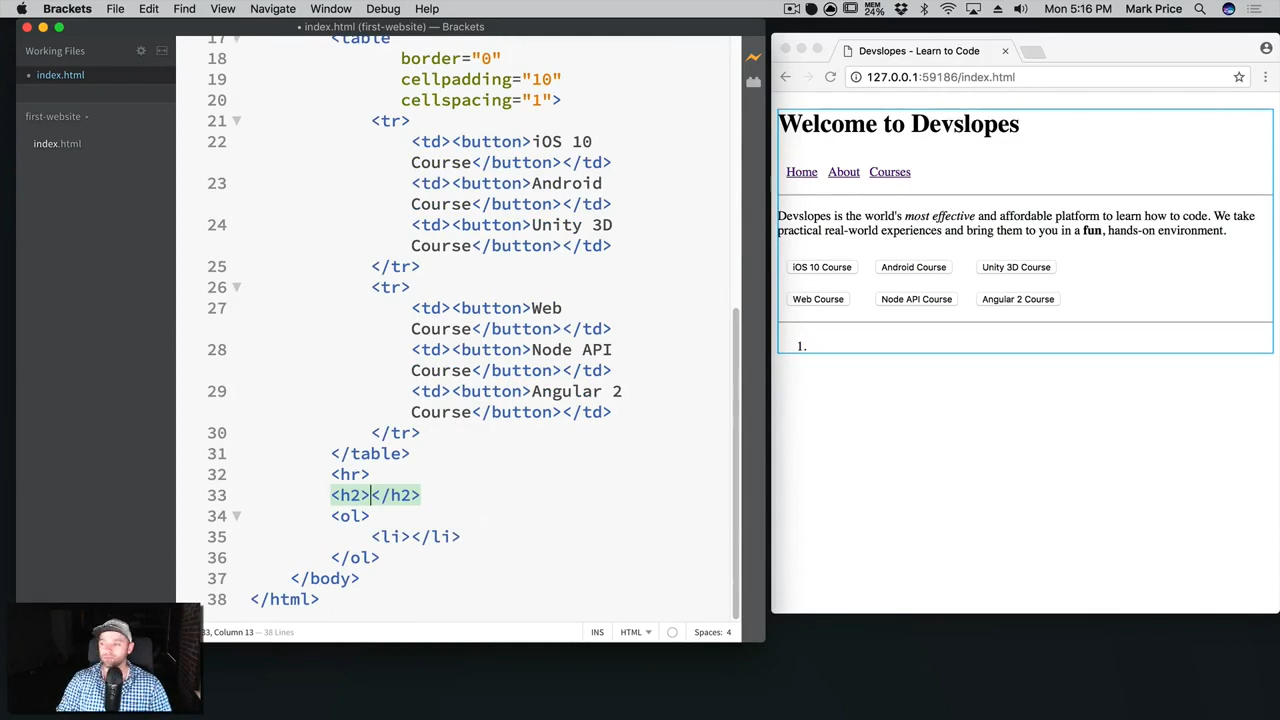 Brackets File Edit Find View Navigate Window Debug Help MEM 24% Mon 5:16 PM Mark Price
• index.html (first-website) — Brackets
Working Files
• index.html
first-website
index.html
17 <table
18 border="0"
19 cellpadding="10"
20 cellspacing="1">
21 <tr>
22 <td><button>iOS 10
Course</button></td>
23 <td><button>Android
Course</button></td>
24 <td><button>Unity 3D
Course</button></td>
25 </tr>
26 <tr>
27 <td><button>Web
Course</button></td>
28 <td><button>Node API
Course</button></td>
29 <td><button>Angular 2
Course</button></td>
30 </tr>
31 </table>
32 <hr>
33 <h2></h2>
34 <ol>
35 <li></li>
36 </ol>
37 </body>
38 </html>
33, Column 13 — 38 Lines INS HTML Spaces: 4
Devslopes - Learn to Code
127.0.0.1:59186/index.html
Welcome to Devslopes
Home About Courses
Devslopes is the world's most effective and affordable platform to learn how to code. We take
practical real-world experiences and bring them to you in a fun, hands-on environment.
iOS 10 Course Android Course Unity 3D Course
Web Course Node API Course Angular 2 Course
1.